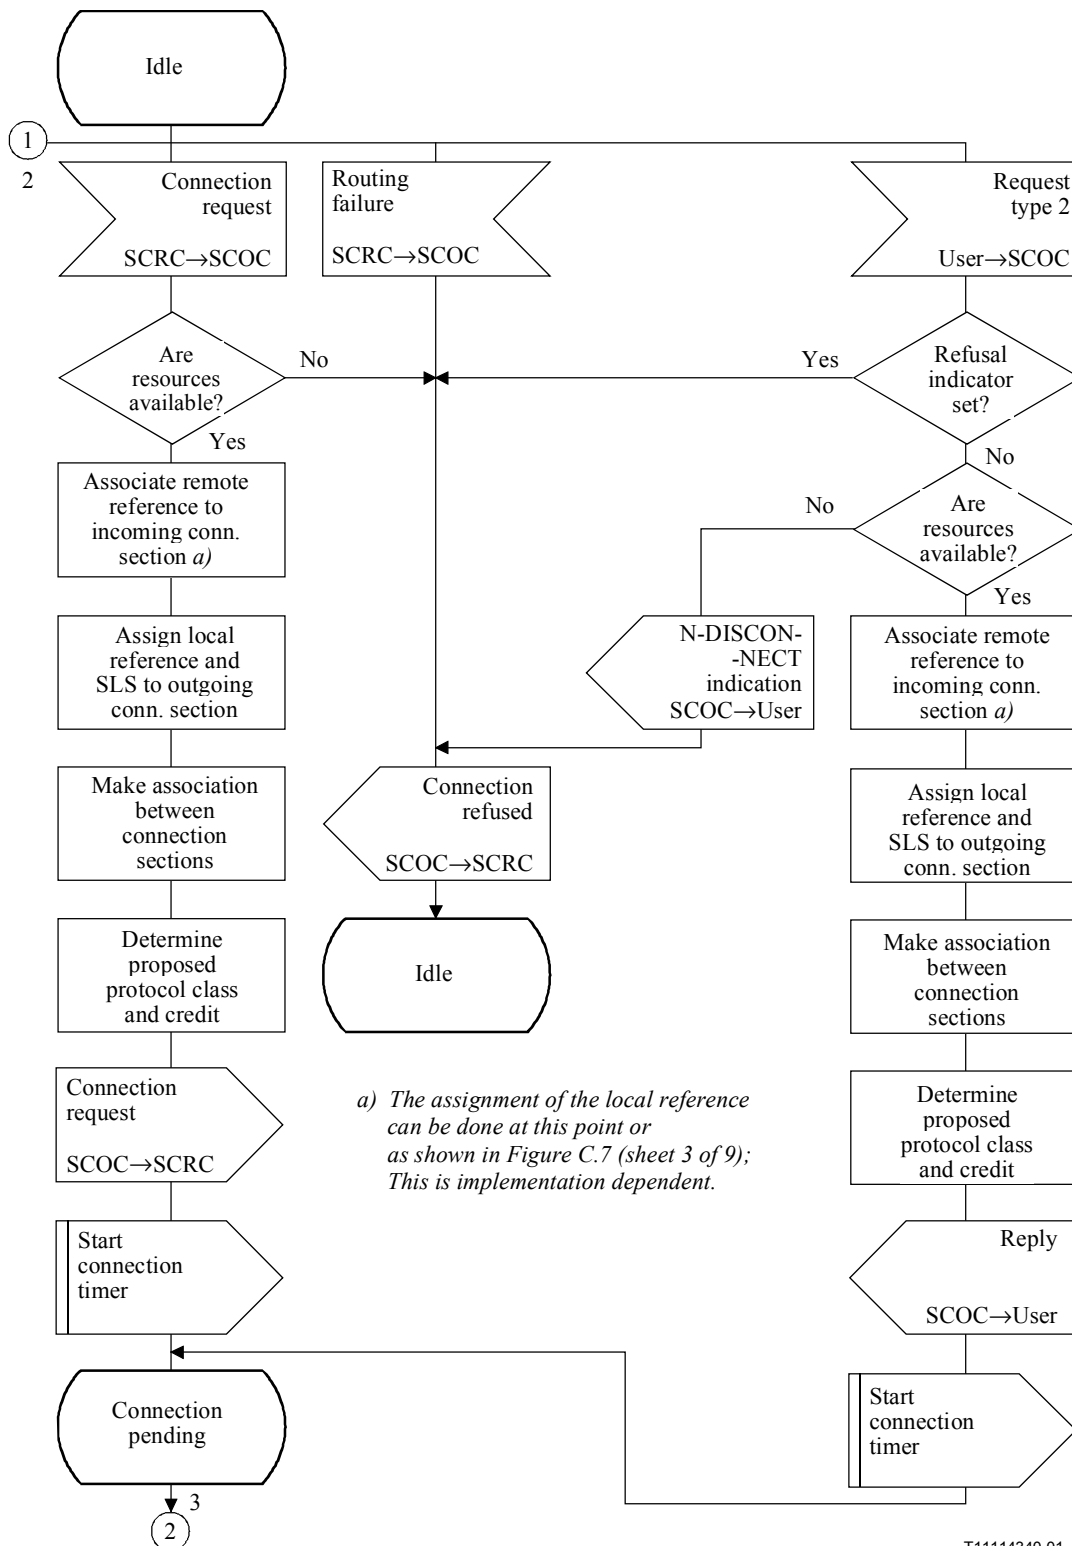 Idle
1
2
Connection
request
SCRC→SCOC
Routing
failure
SCRC→SCOC
Request
type 2
User→SCOC
Are
resources
available?
No
Yes
Yes
Refusal
indicator
set?
No
Associate remote
reference to
incoming conn.
section a)
No
Are
resources
available?
Yes
Assign local
reference and
SLS to outgoing
conn. section
N-DISCON-
-NECT
indication
SCOC→User
Associate remote
reference to
incoming conn.
section a)
Make association
between
connection
sections
Connection
refused
SCOC→SCRC
Assign local
reference and
SLS to outgoing
conn. section
Determine
proposed
protocol class
and credit
Idle
Make association
between
connection
sections
Connection
request
SCOC→SCRC
a) The assignment of the local reference
can be done at this point or
as shown in Figure C.7 (sheet 3 of 9);
This is implementation dependent.
Determine
proposed
protocol class
and credit
Start
connection
timer
Reply
SCOC→User
Connection
pending
Start
connection
timer
3
2